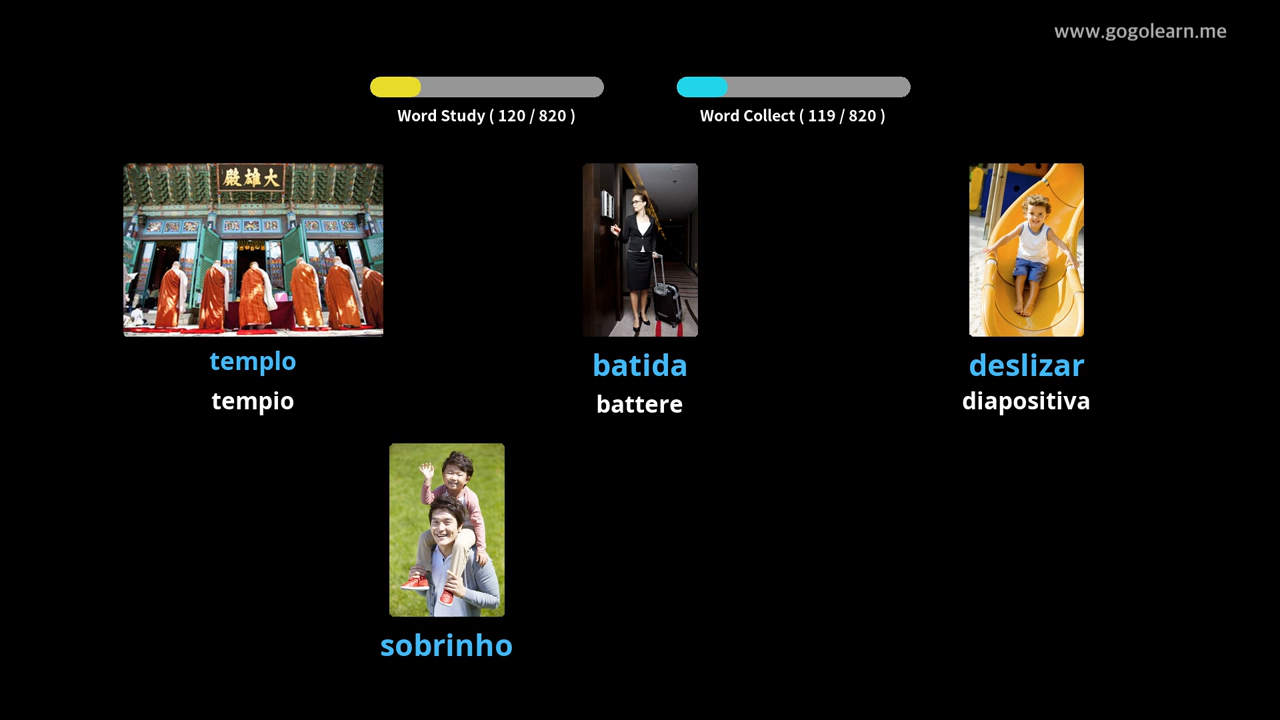 www.gogolearn.me
Word Study ( 120 / 820 )
Word Collect ( 119 / 820 )
殿雄大
templo
tempio
batida
battere
deslizar
diapositiva
sobrinho